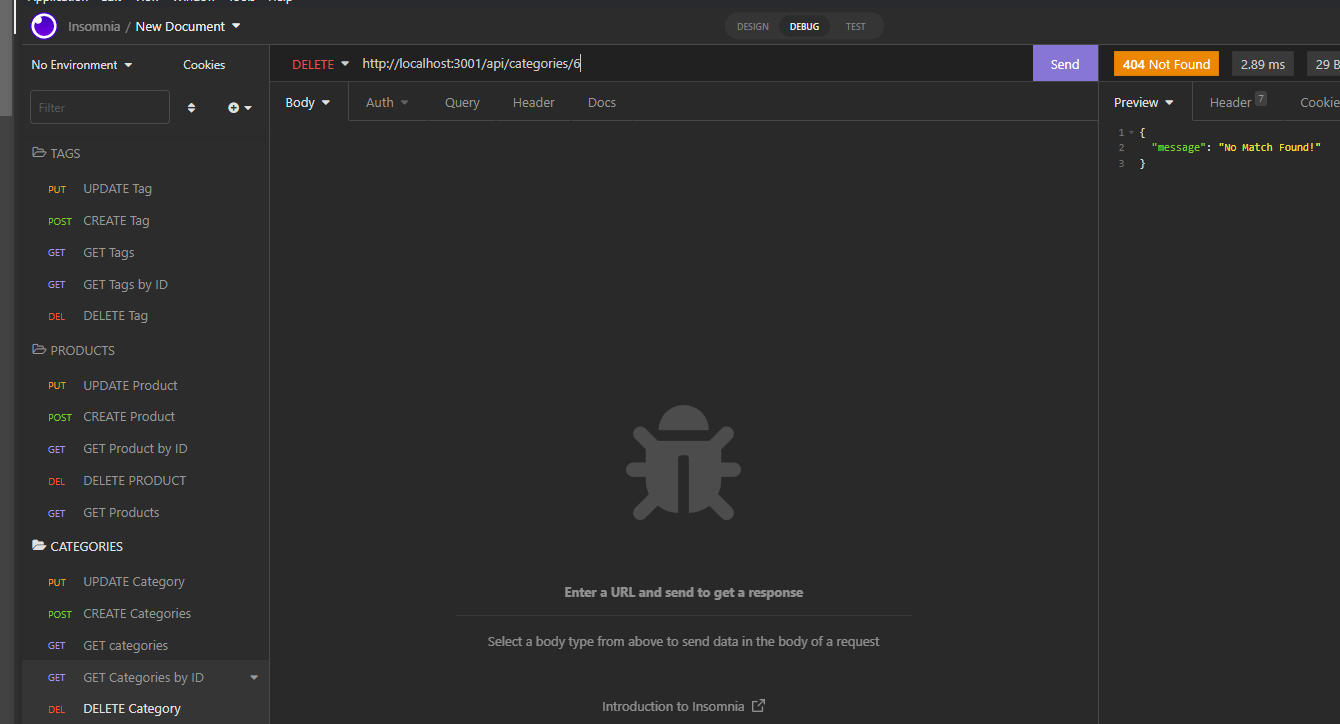 Application Edit View Window Tools Help
Insomnia / New Document
DESIGN DEBUG TEST
No Environment Cookies
DELETE http://localhost:3001/api/categories/6 Send
404 Not Found 2.89 ms 29 B
Filter
Body Auth Query Header Docs
Preview Header 7 Cookie
1 {
2 "message": "No Match Found!"
3 }
TAGS
PUT UPDATE Tag
POST CREATE Tag
GET GET Tags
GET GET Tags by ID
DEL DELETE Tag
PRODUCTS
PUT UPDATE Product
POST CREATE Product
GET GET Product by ID
DEL DELETE PRODUCT
GET GET Products
CATEGORIES
PUT UPDATE Category
POST CREATE Categories
GET GET categories
GET GET Categories by ID
DEL DELETE Category
Enter a URL and send to get a response
Select a body type from above to send data in the body of a request
Introduction to Insomnia